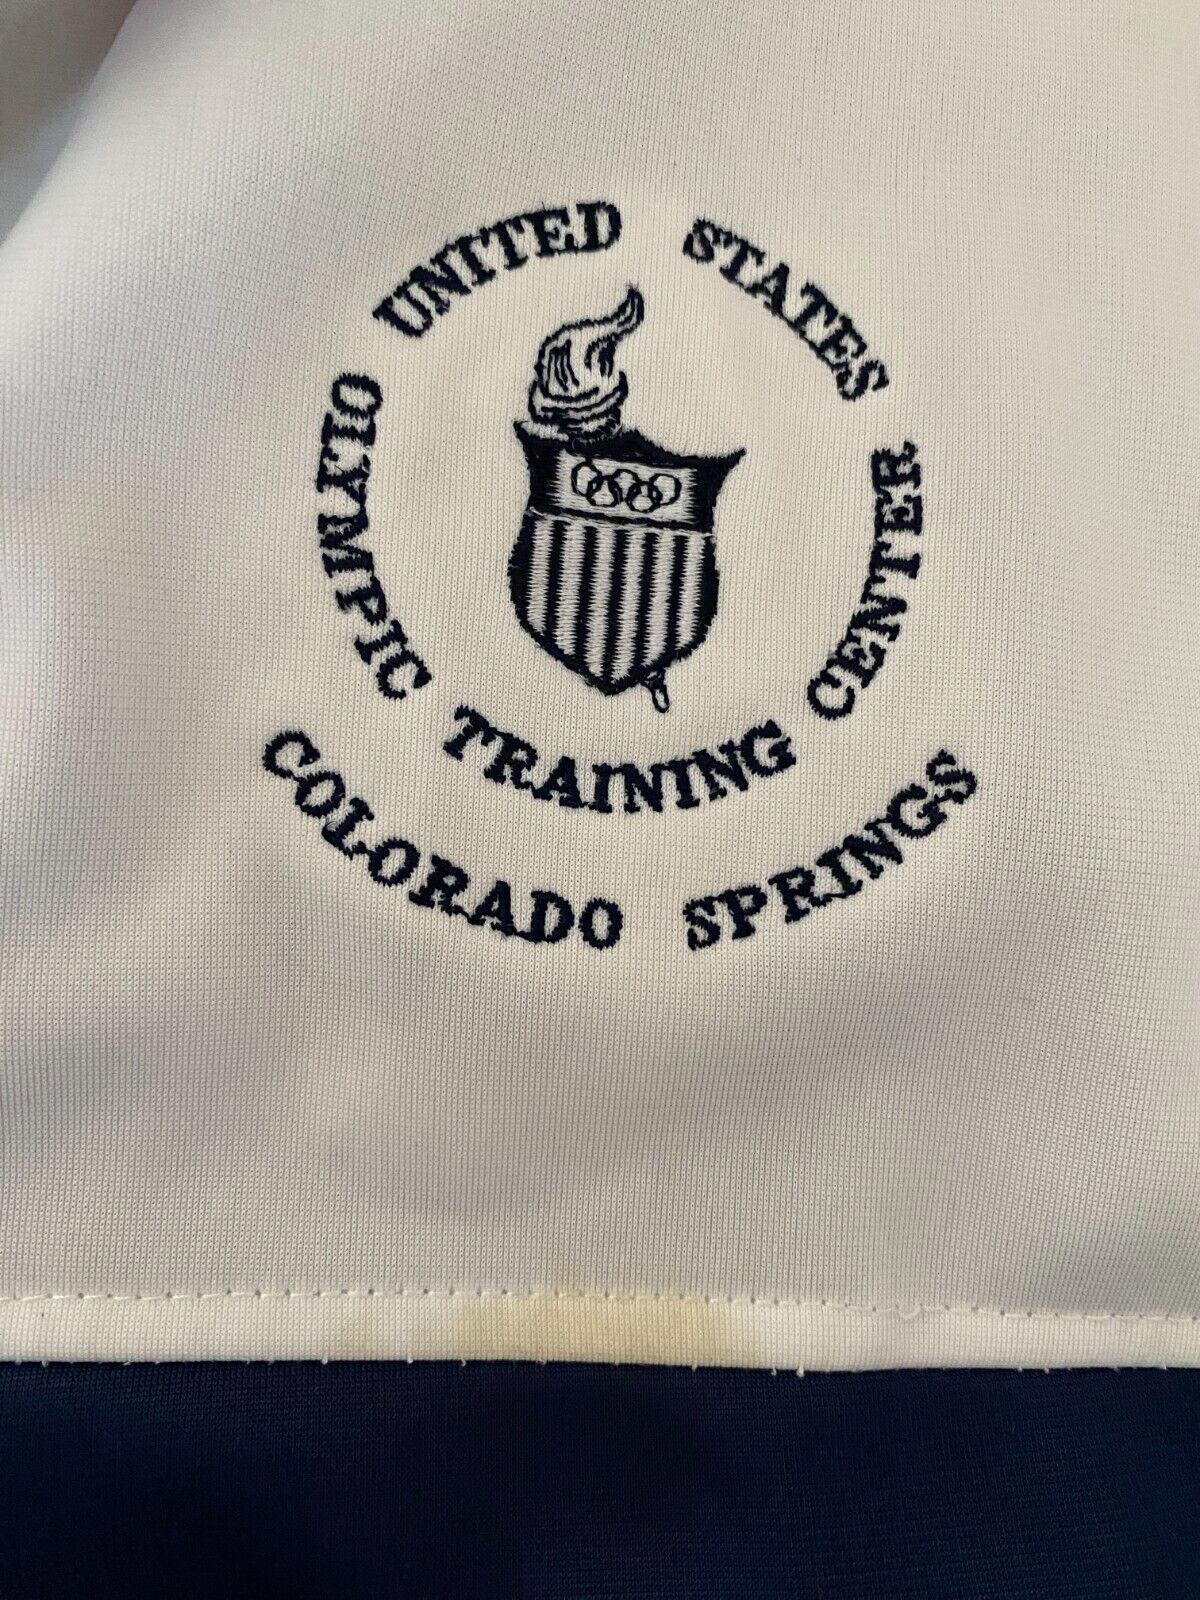 UNITED STATES
OLYMPIC TRAINING CENTER
COLORADO SPRINGS